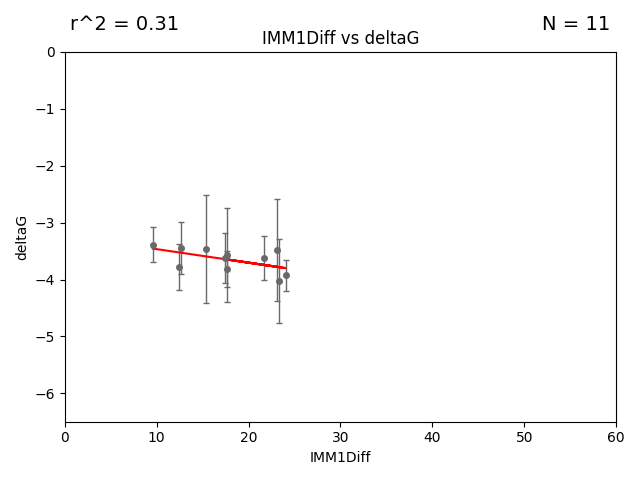 r^2 = 0.31
N = 11
IMM1Diff vs deltaG
0
−1
−2
−3
−4
−5
−6
deltaG
0 10 20 30 40 50 60
IMM1Diff